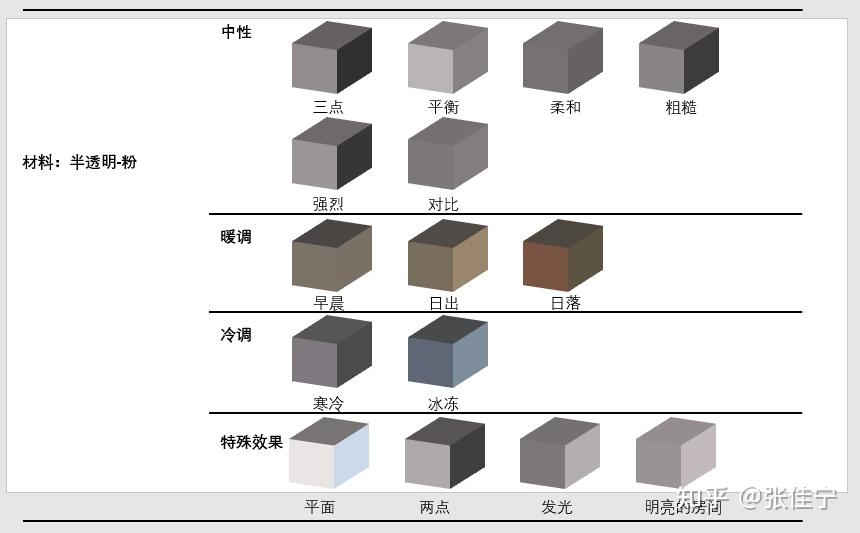 中性
三点 平衡 柔和 粗糙
材料：半透明-粉
强烈 对比
暖调
早晨 日出 日落
冷调
寒冷 冰冻
特殊效果
平面 两点 发光 明亮的房间
知乎 @张佳宁